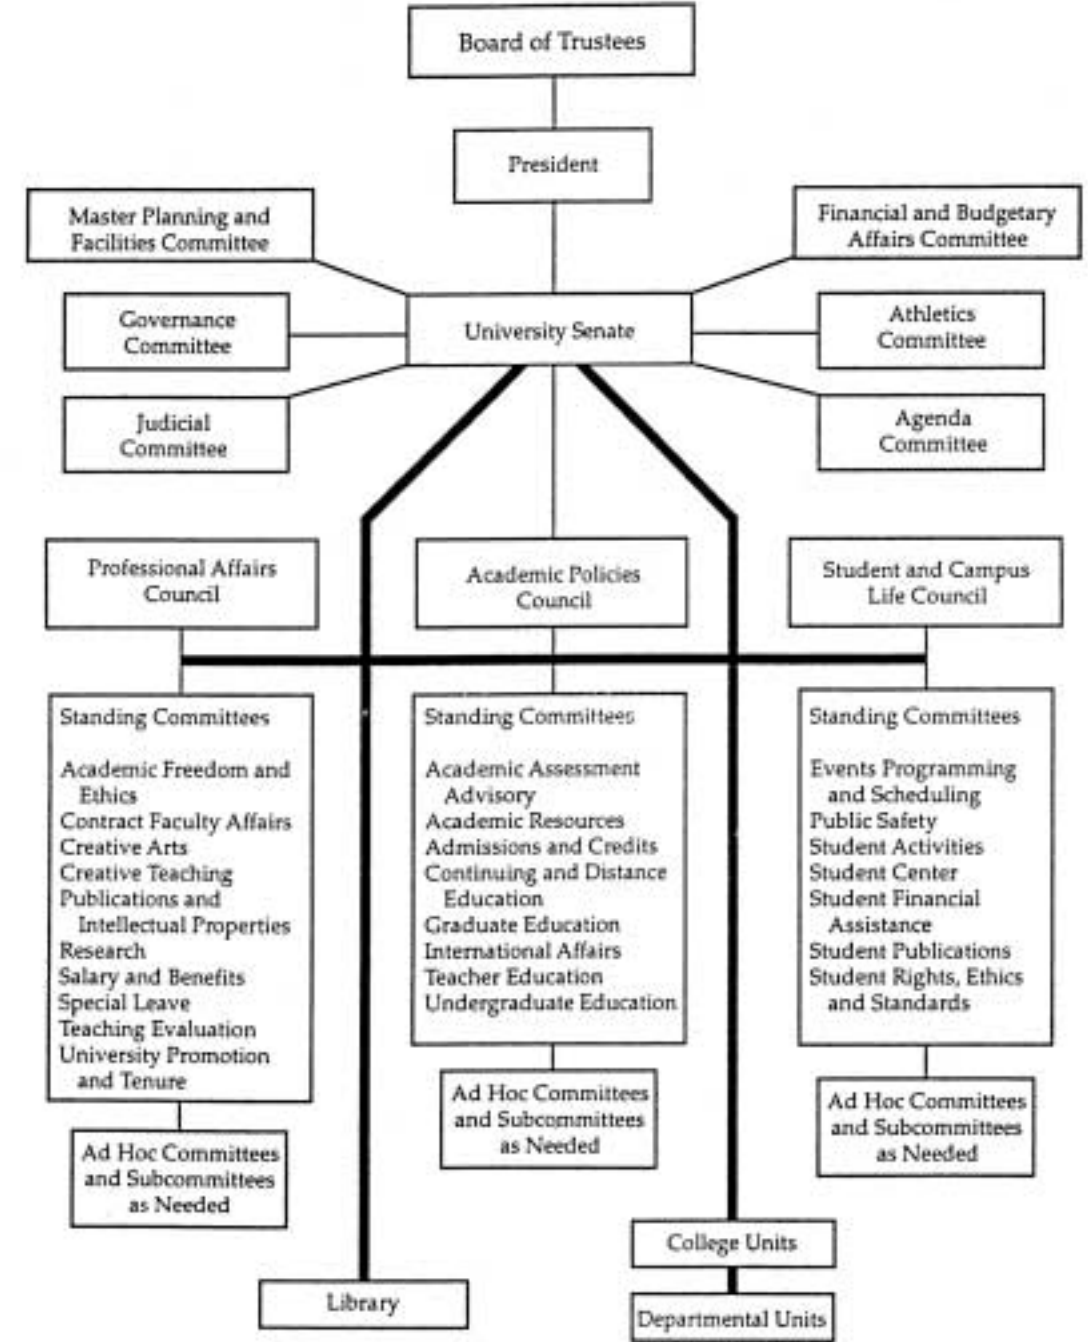 Board of Trustees
President
Master Planning and
Facilities Committee
Financial and Budgetary
Affairs Committee
Governance
Committee
University Senate
Athletics
Committee
Judicial
Committee
Agenda
Committee
Professional Affairs
Council
Academic Policies
Council
Student and Campus
Life Council
Standing Committees
Academic Freedom and
Ethics
Contract Faculty Affairs
Creative Arts
Creative Teaching
Publications and
Intellectual Properties
Research
Salary and Benefits
Special Leave
Teaching Evaluation
University Promotion
and Tenure
Standing Committees
Academic Assessment
Advisory
Academic Resources
Admissions and Credits
Continuing and Distance
Education
Graduate Education
International Affairs
Teacher Education
Undergraduate Education
Standing Committees
Events Programming
and Scheduling
Public Safety
Student Activities
Student Center
Student Financial
Assistance
Student Publications
Student Rights, Ethics
and Standards
Ad Hoc Committees
and Subcommittees
as Needed
Ad Hoc Committees
and Subcommittees
as Needed
Ad Hoc Committees
and Subcommittees
as Needed
College Units
Library
Departmental Units